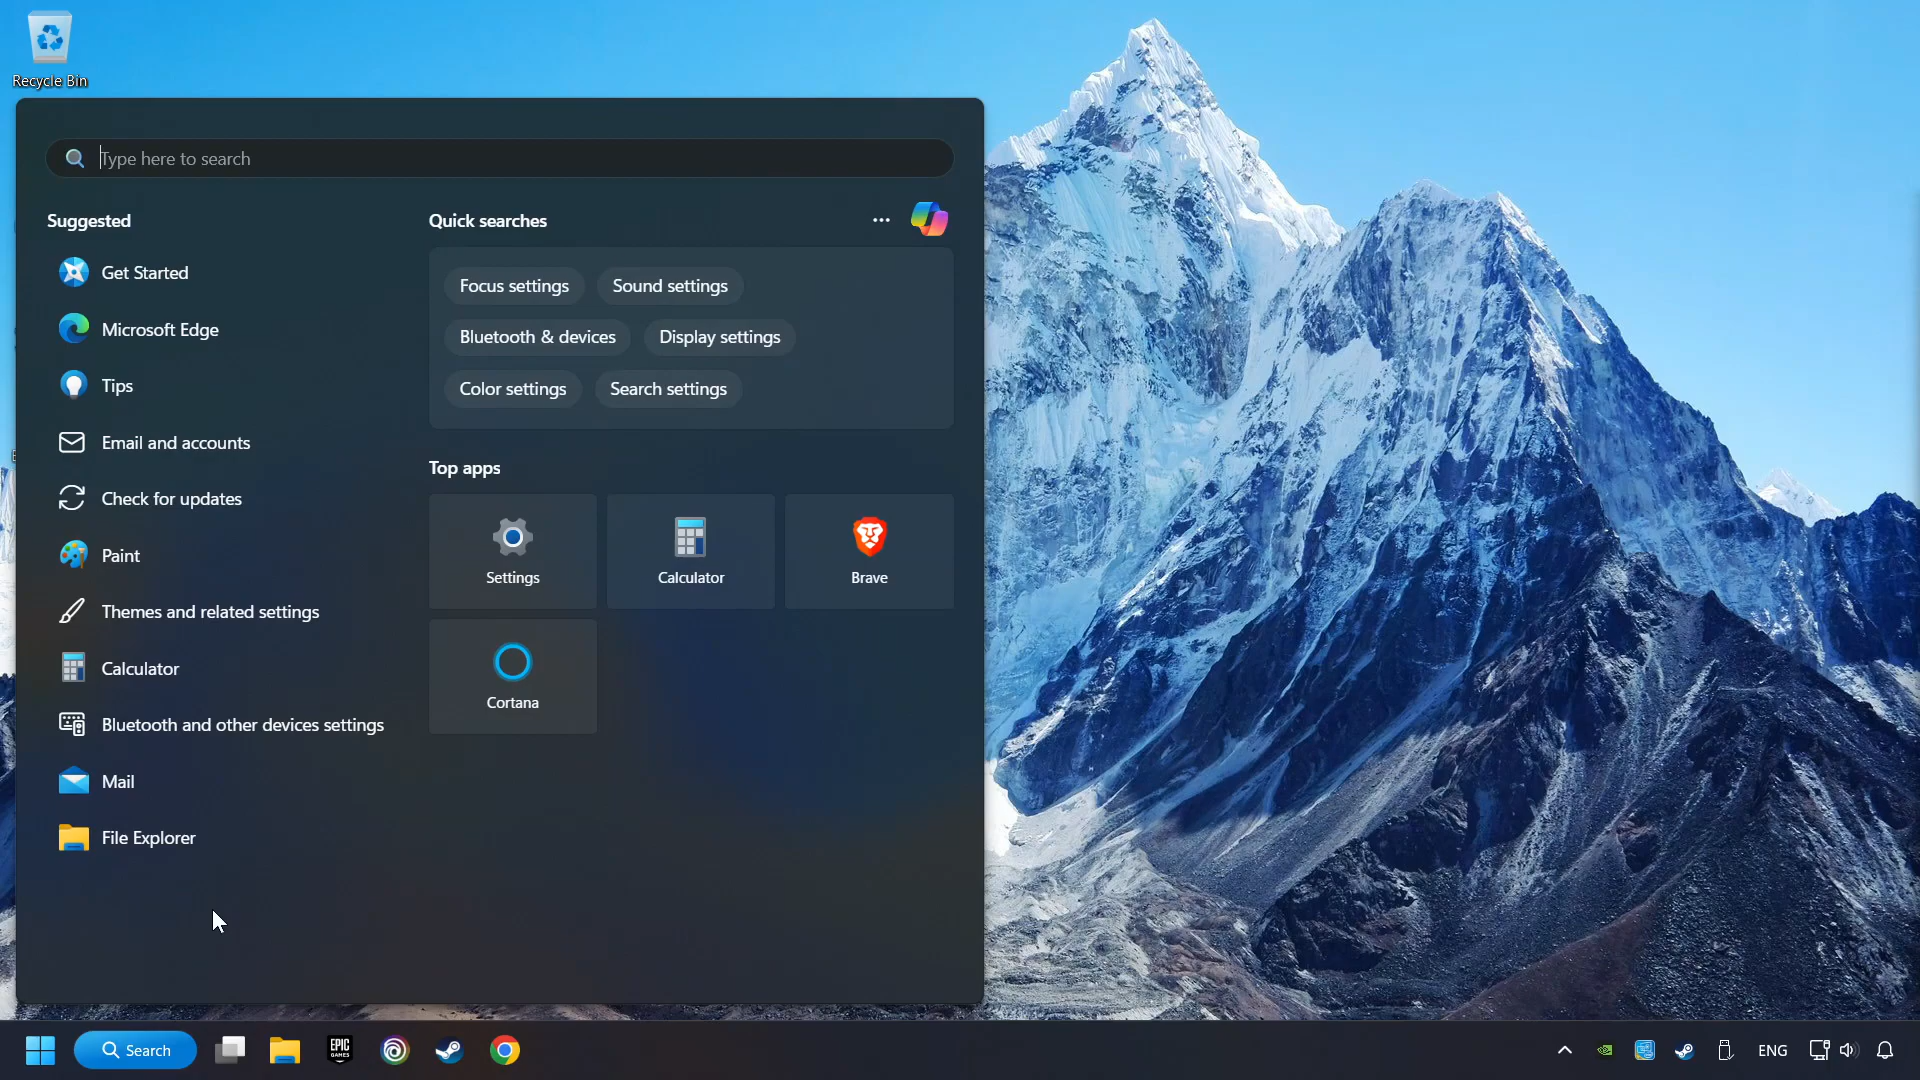 Recycle Bin
Type here to search
Suggested
Quick searches
Get Started
Microsoft Edge
Tips
Email and accounts
Check for updates
Paint
Themes and related settings
Calculator
Bluetooth and other devices settings
Mail
File Explorer
Focus settings
Sound settings
Bluetooth & devices
Display settings
Color settings
Search settings
Top apps
Settings
Calculator
Brave
Cortana
Search
EPIC
GAMES
ENG